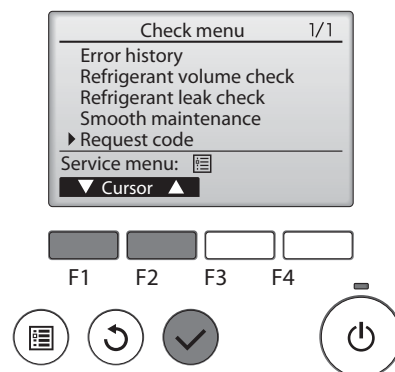 Check menu 1/1
Error history
Refrigerant volume check
Refrigerant leak check
Smooth maintenance
Request code
Service menu:
Cursor
F1 F2 F3 F4